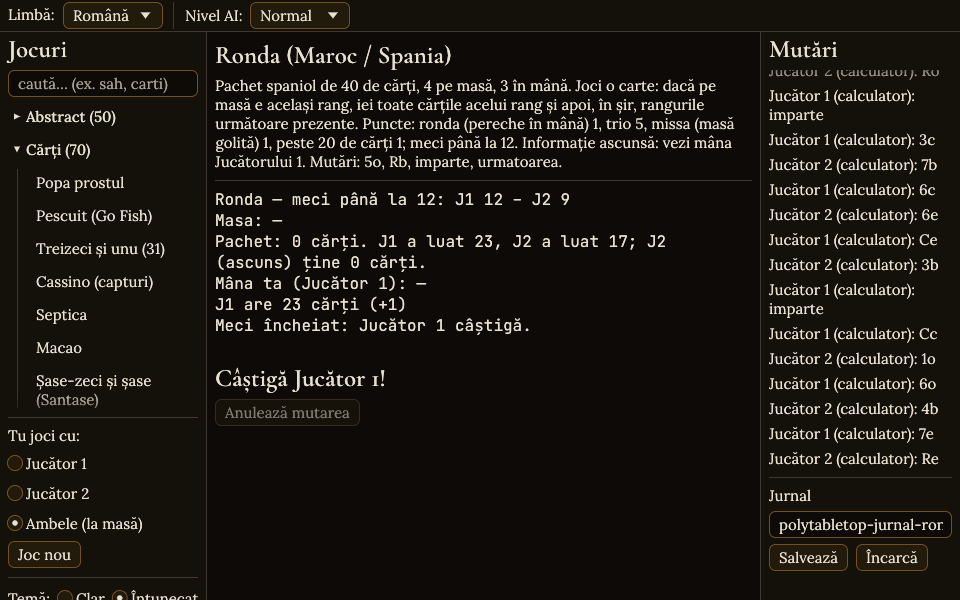 Limbă:
Română
Nivel AI:
Normal
Jocuri
caută... (ex. sah, carti)
Abstract (50)
Cărți (70)
Popa prostul
Pescuit (Go Fish)
Treizeci și unu (31)
Cassino (capturi)
Septica
Macao
Șase-zeci și șase
(Santase)
Tu joci cu:
Jucător 1
Jucător 2
Ambele (la masă)
Joc nou
Temă:
Clar
Întunecat
Ronda (Maroc / Spania)
Pachet spaniol de 40 de cărți, 4 pe masă, 3 în mână. Joci o carte: dacă pe
masă e același rang, iei toate cărțile acelui rang și apoi, în șir, rangurile
următoare prezente. Puncte: ronda (pereche în mână) 1, trio 5, missa (masă
golită) 1, peste 20 de cărți 1; meci până la 12. Informație ascunsă: vezi mâna
Jucătorului 1. Mutări: 5o, Rb, imparte, urmatoarea.
Ronda — meci până la 12: J1 12 – J2 9
Masa: —
Pachet: 0 cărți. J1 a luat 23, J2 a luat 17; J2
(ascuns) ține 0 cărți.
Mâna ta (Jucător 1): —
J1 are 23 cărți (+1)
Meci încheiat: Jucător 1 câștigă.
Câștigă Jucător 1!
Anulează mutarea
Mutări
Jucător 2 (calculator): Ro
Jucător 1 (calculator):
imparte
Jucător 1 (calculator): 3c
Jucător 2 (calculator): 7b
Jucător 1 (calculator): 6c
Jucător 2 (calculator): 6e
Jucător 1 (calculator): Ce
Jucător 2 (calculator): 3b
Jucător 1 (calculator):
imparte
Jucător 1 (calculator): Cc
Jucător 2 (calculator): 1o
Jucător 1 (calculator): 6o
Jucător 2 (calculator): 4b
Jucător 1 (calculator): 7e
Jucător 2 (calculator): Re
Jurnal
polytabletop-jurnal-ror
Salvează
Încarcă